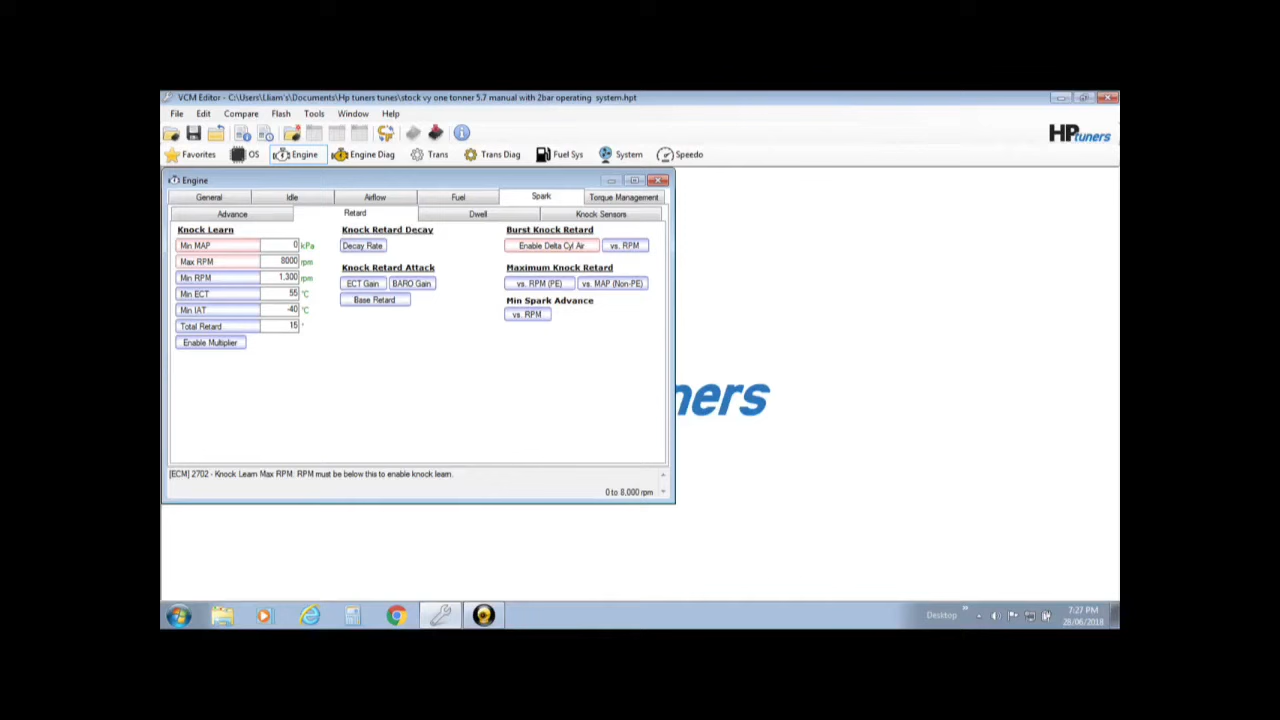 VCM Editor - C:\Users\Lkiam's\Documents\Hp tuners tunes\stock vy one tonner 5.7 manual with 2bar operating system.hpt
File Edit Compare Flash Tools Window Help
HPtuners
Favorites OS Engine Engine Diag Trans Trans Diag Fuel Sys System Speedo
Engine
General Idle Airflow Fuel Spark Torque Management
Advance Retard Dwell Knock Sensors
Knock Learn
Min MAP 0 kPa
Max RPM 8000 rpm
Min RPM 1,300 rpm
Min ECT 55 °C
Min IAT -40 °C
Total Retard 15 °
Enable Multiplier
Knock Retard Decay
Decay Rate
Knock Retard Attack
ECT Gain BARO Gain
Base Retard
Burst Knock Retard
Enable Delta Cyl Air vs. RPM
Maximum Knock Retard
vs. RPM (PE) vs. MAP (Non-PE)
Min Spark Advance
vs. RPM
ners
[ECM] 2702 - Knock Learn Max RPM: RPM must be below this to enable knock learn.
0 to 8,000 rpm
Desktop
7:27 PM
28/06/2018